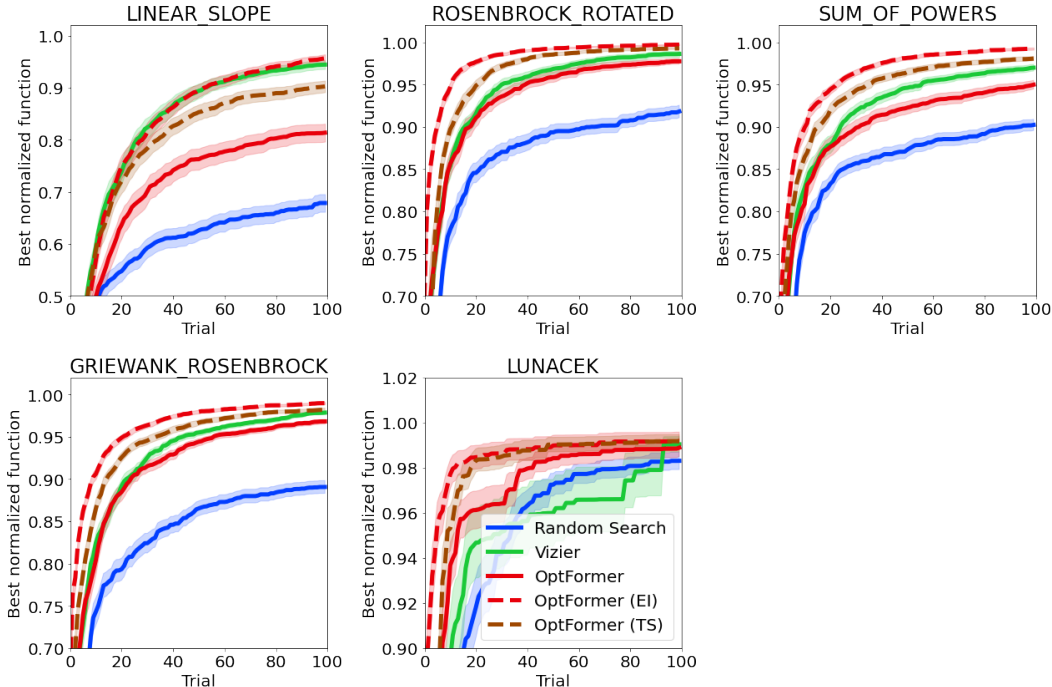 LINEAR_SLOPE
Best normalized function
1.0
0.9
0.8
0.7
0.6
0.5
0 20 40 60 80 100
Trial
ROSENBROCK_ROTATED
Best normalized function
1.00
0.95
0.90
0.85
0.80
0.75
0.70
0 20 40 60 80 100
Trial
SUM_OF_POWERS
Best normalized function
1.00
0.95
0.90
0.85
0.80
0.75
0.70
0 20 40 60 80 100
Trial
GRIEWANK_ROSENBROCK
Best normalized function
1.00
0.95
0.90
0.85
0.80
0.75
0.70
0 20 40 60 80 100
Trial
LUNACEK
Best normalized function
1.02
1.00
0.98
0.96
0.94
0.92
0.90
Random Search
Vizier
OptFormer
OptFormer (EI)
OptFormer (TS)
0 20 40 60 80 100
Trial